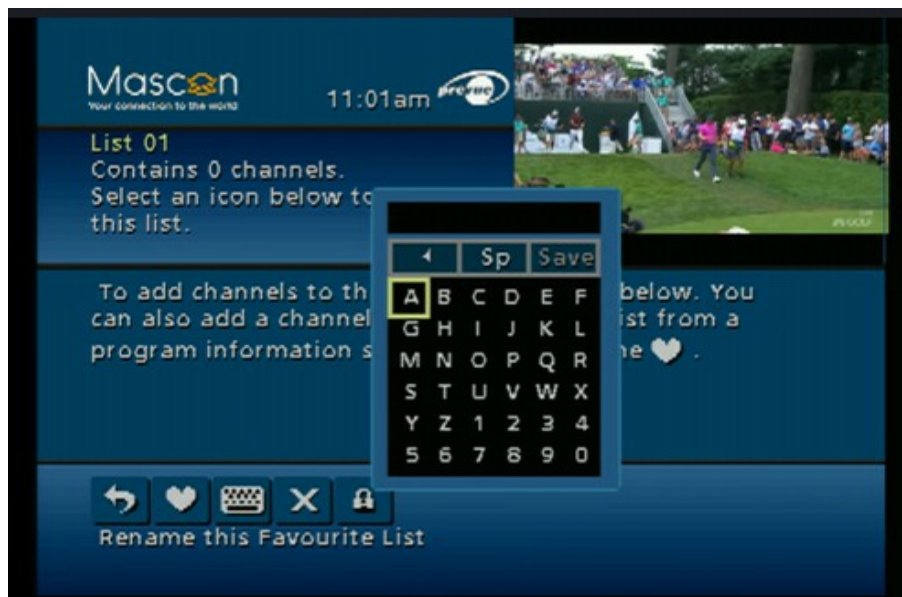 Mascon
Your connection to the world
11:01am
prevue
List 01
Contains 0 channels.
Select an icon below to
this list.
GOLF
Sp Save
To add channels to th below. You
can also add a channel ist from a
program information s he
A B C D E F
G H I J K L
M N O P Q R
S T U V W X
Y Z 1 2 3 4
5 6 7 8 9 0
Rename this Favourite List